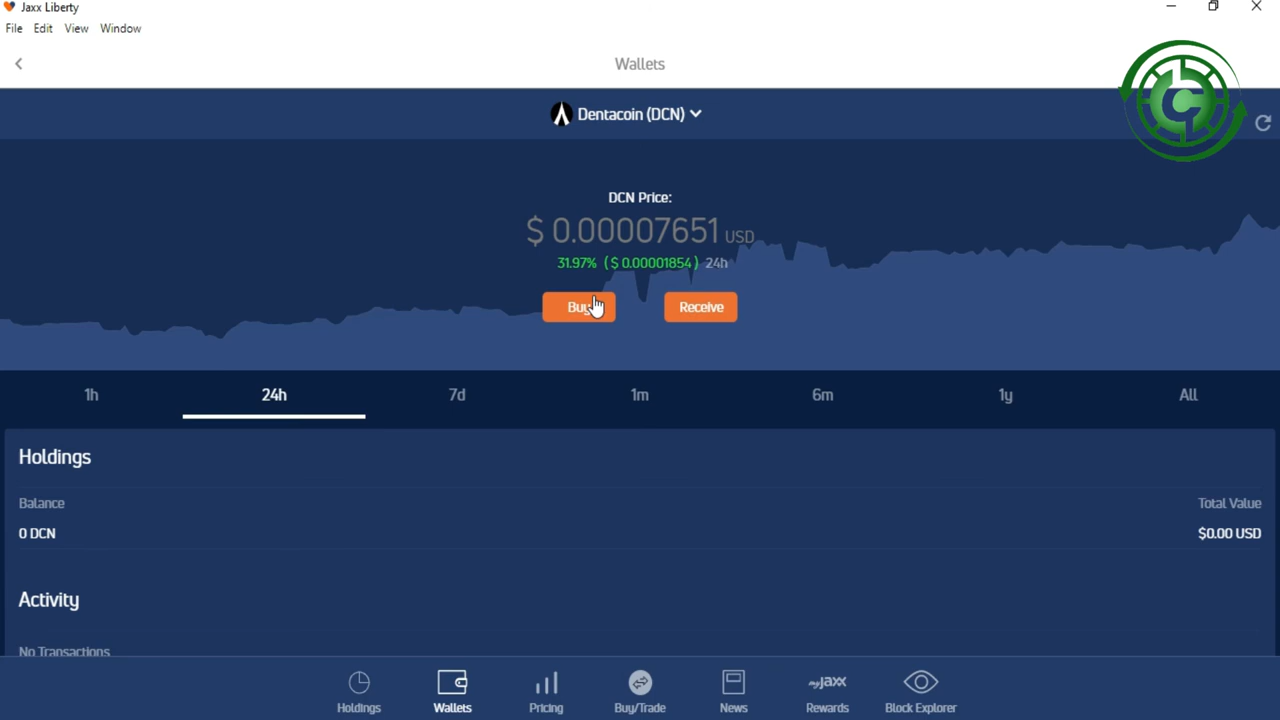 Jaxx Liberty
File Edit View Window
Wallets
Dentacoin (DCN)
DCN Price:
$ 0.00007651 USD
31.97% ($ 0.00001854) 24h
Buy Receive
1h 24h 7d 1m 6m 1y All
Holdings
Balance Total Value
0 DCN $0.00 USD
Activity
No Transactions
Holdings Wallets Pricing Buy/Trade News myJaxx Rewards Block Explorer